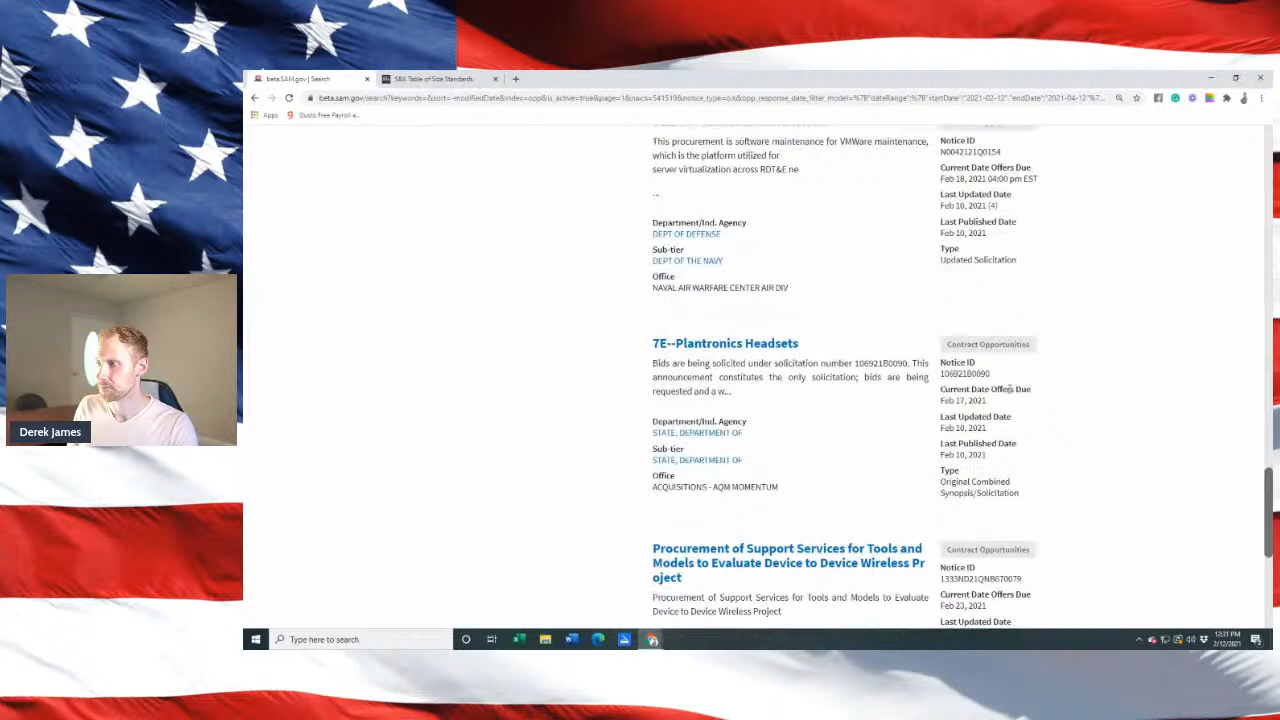 beta.SAM.gov | Search
SBA Table of Size Standards
Apps
Gusto Free Payroll a...
This procurement is software maintenance for VMWare maintenance,
which is the platform utilized for
server virtualization across RDT&E ne
...
Department/Ind. Agency
DEPT OF DEFENSE
Sub-tier
DEPT OF THE NAVY
Office
NAVAL AIR WARFARE CENTER AIR DIV
Notice ID
N0042121Q0154
Current Date Offers Due
Feb 18, 2021 04:00 pm EST
Last Updated Date
Feb 10, 2021 (4)
Last Published Date
Feb 10, 2021
Type
Updated Solicitation
7E--Plantronics Headsets
Bids are being solicited under solicitation number 106921B0090. This
announcement constitutes the only solicitation; bids are being
requested and a w...
Department/Ind. Agency
STATE, DEPARTMENT OF
Sub-tier
STATE, DEPARTMENT OF
Office
ACQUISITIONS - AQM MOMENTUM
Contract Opportunities
Notice ID
106921B0090
Current Date Offers Due
Feb 17, 2021
Last Updated Date
Feb 10, 2021
Last Published Date
Feb 10, 2021
Type
Original Combined
Synopsis/Solicitation
Procurement of Support Services for Tools and
Models to Evaluate Device to Device Wireless Pr
oject
Procurement of Support Services for Tools and Models to Evaluate
Device to Device Wireless Project
Contract Opportunities
Notice ID
1333ND21QNB670079
Current Date Offers Due
Feb 23, 2021
Last Updated Date
Derek James
Type here to search
12:31 PM
2/12/2021